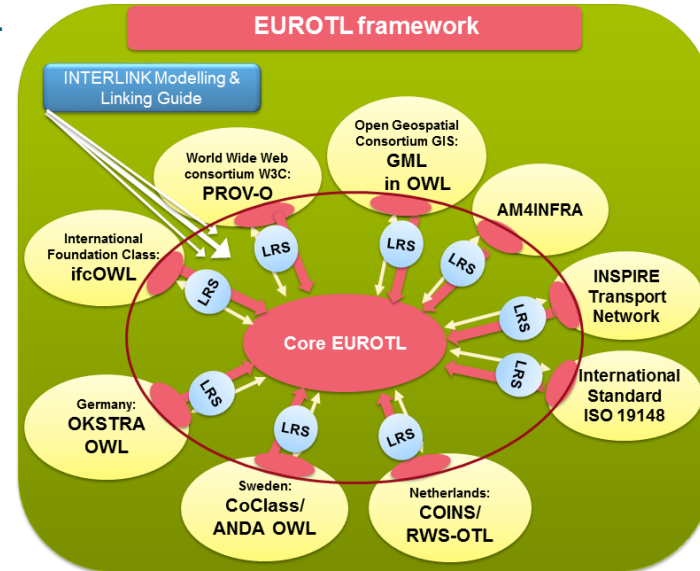 EUROTL framework
INTERLINK Modelling &
Linking Guide
Open Geospatial
Consortium GIS:
GML
in OWL
World Wide Web
consortium W3C:
PROV-O
AM4INFRA
International
Foundation Class:
ifcOWL
INSPIRE
Transport
Network
LRS
LRS
LRS
LRS
LRS
Core EUROTL
LRS
International
Standard
ISO 19148
LRS
LRS
LRS
Germany:
OKSTRA
OWL
Sweden:
CoClass/
ANDA OWL
Netherlands:
COINS/
RWS-OTL